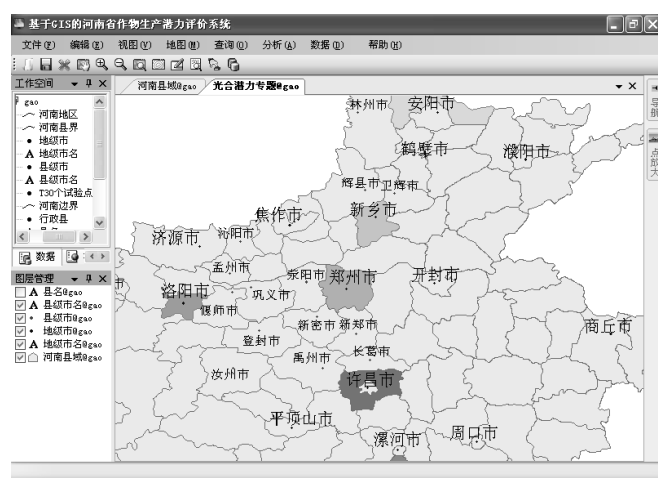 基于GIS的河南省作物生产潜力评价系统
文件(F) 编辑(E) 视图(V) 地图(M) 查询(Q) 分析(A) 数据(D) 帮助(H)
工作空间
河南县域@gao 光合潜力专题@gao
gao
河南地区
河南县界
地级市
地级市名
县级市
县级市名
T30个试验点
河南边界
行政县
数据
图层管理
县名@gao
县级市名@gao
县级市@gao
地级市@gao
地级市名@gao
河南县域@gao
林州市 安阳市
鹤壁市 濮阳市
辉县市 卫辉市
焦作市 新乡市
济源市 沁阳市
孟州市 荥阳市 郑州市 开封市
洛阳市 巩义市
偃师市
新密市 新郑市 商丘市
登封市
禹州市 长葛市
汝州市 许昌市
平顶山市
漯河市 周口市
导航
点放大